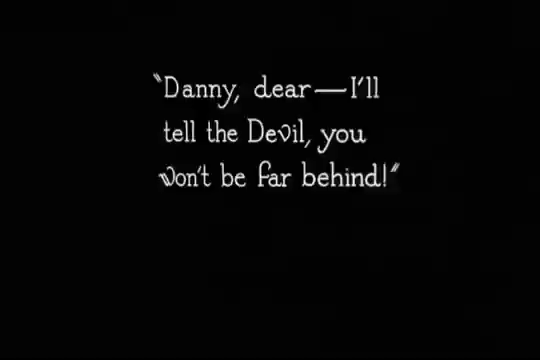 "Danny, dear—I'll
tell the Devil, you
won't be far behind!"